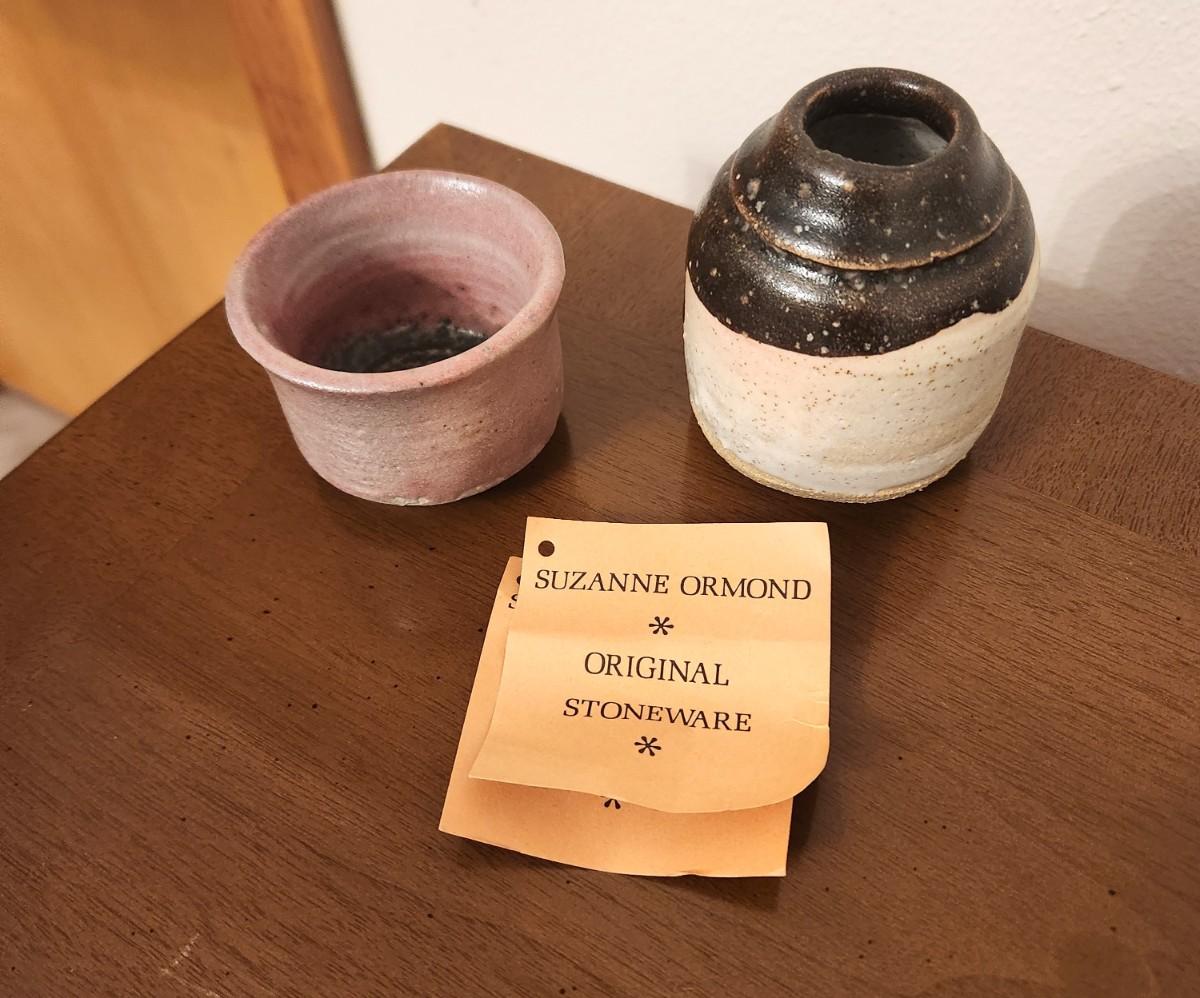 SUZANNE ORMOND
*
ORIGINAL
STONEWARE
*
*